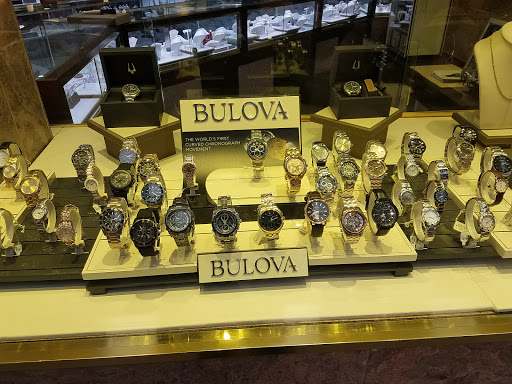 BULOVA
THE WORLD'S FIRST
CURVED CHRONOGRAPH
MOVEMENT
BULOVA